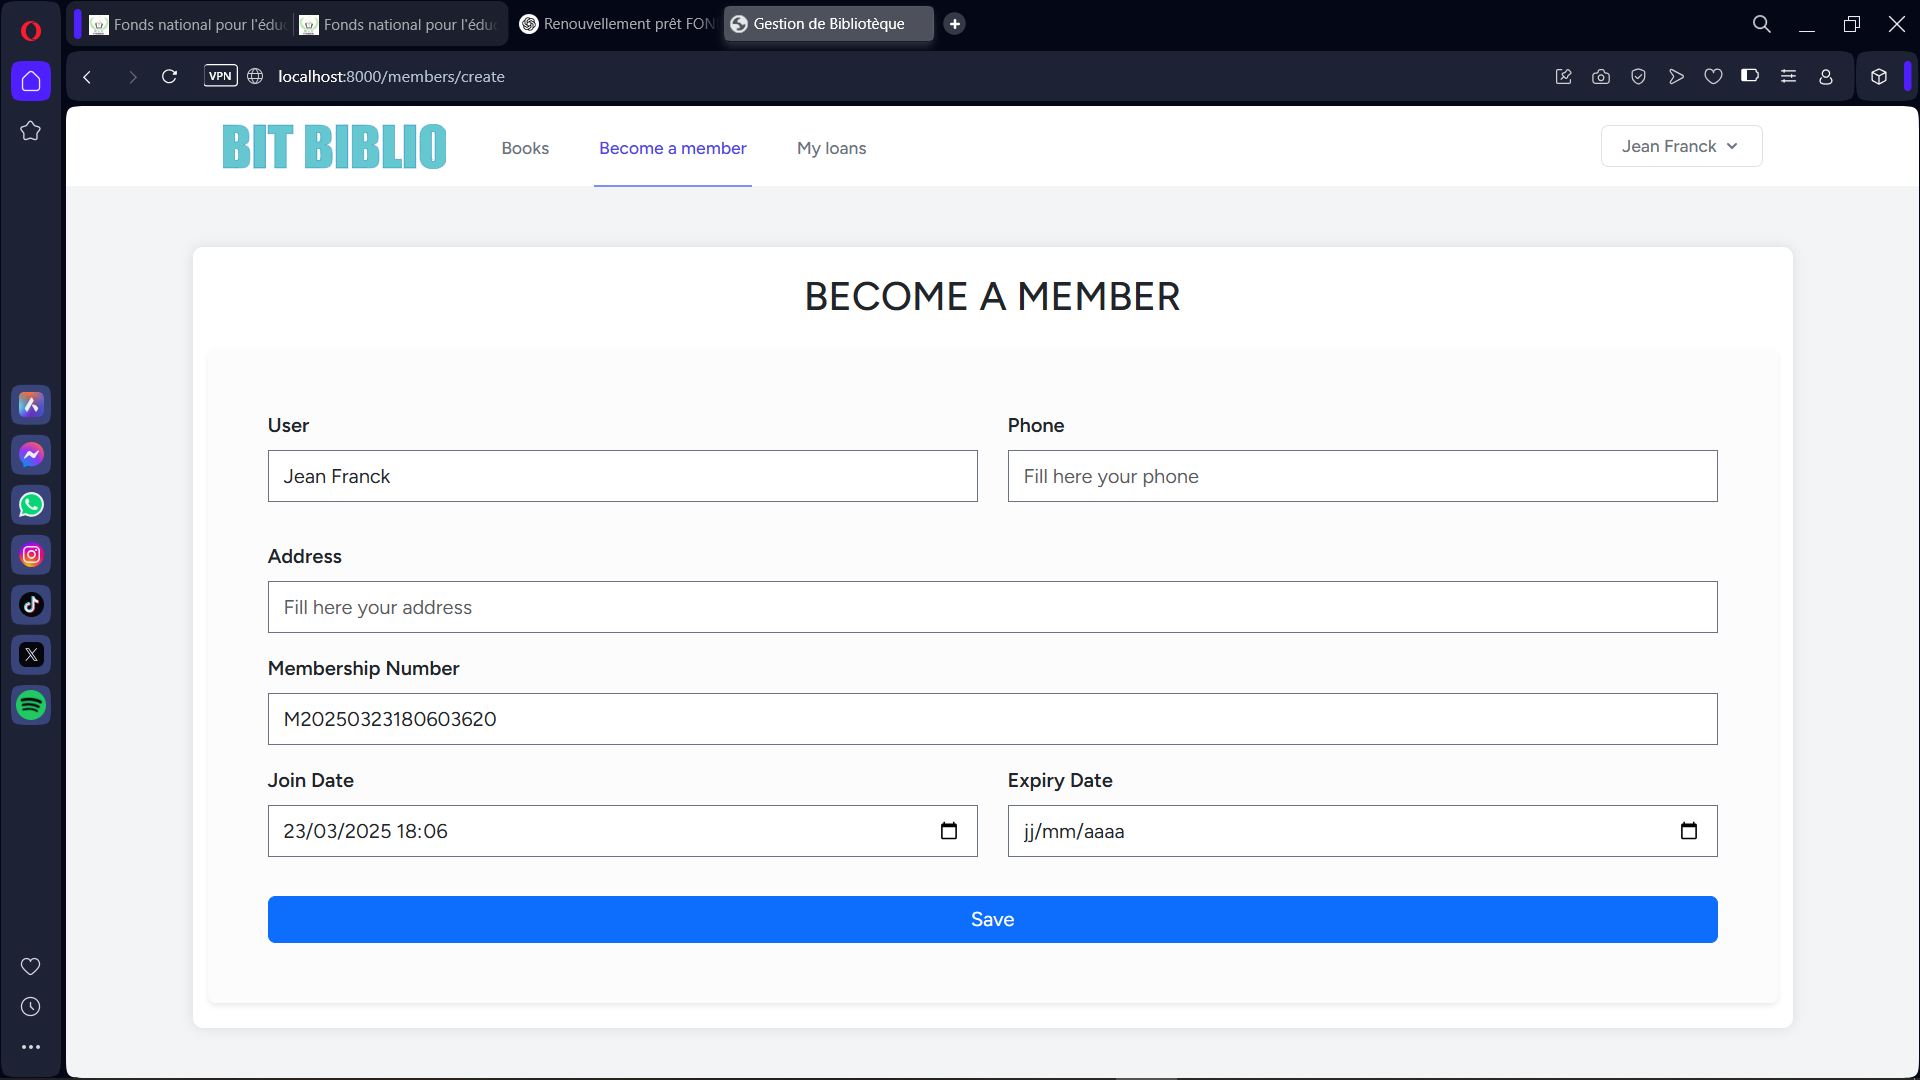 Fonds national pour l'éduc
Fonds national pour l'éduc
Renouvellement prêt FON
Gestion de Bibliotèque
VPN
localhost:8000/members/create
BIT BIBLIO
Books
Become a member
My loans
Jean Franck
BECOME A MEMBER
User
Phone
Jean Franck
Fill here your phone
Address
Fill here your address
Membership Number
M20250323180603620
Join Date
Expiry Date
23/03/2025 18:06
jj/mm/aaaa
Save